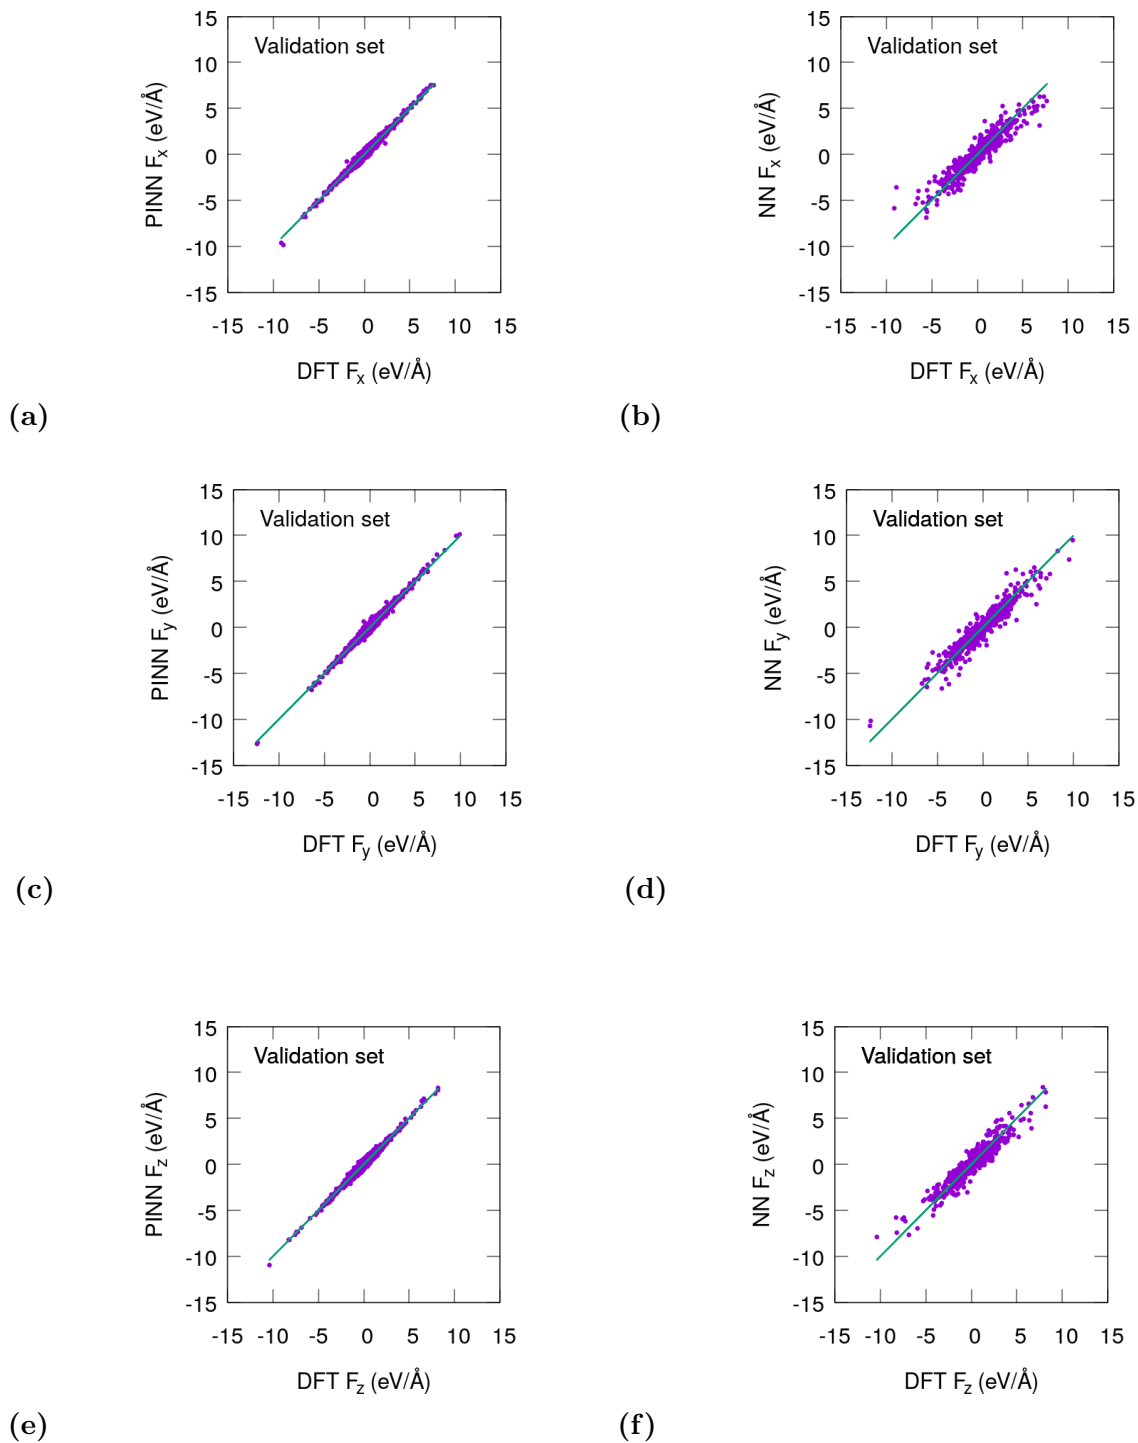 15
10
5
0
-5
-10
-15
Validation set
PINN Fx (eV/Å)
-15 -10 -5 0 5 10 15
DFT Fx (eV/Å)
(a)
15
10
5
0
-5
-10
-15
Validation set
NN Fx (eV/Å)
-15 -10 -5 0 5 10 15
DFT Fx (eV/Å)
(b)
15
10
5
0
-5
-10
-15
Validation set
PINN Fy (eV/Å)
-15 -10 -5 0 5 10 15
DFT Fy (eV/Å)
(c)
15
10
5
0
-5
-10
-15
Validation set
NN Fy (eV/Å)
-15 -10 -5 0 5 10 15
DFT Fy (eV/Å)
(d)
15
10
5
0
-5
-10
-15
Validation set
PINN Fz (eV/Å)
-15 -10 -5 0 5 10 15
DFT Fz (eV/Å)
(e)
15
10
5
0
-5
-10
-15
Validation set
NN Fz (eV/Å)
-15 -10 -5 0 5 10 15
DFT Fz (eV/Å)
(f)